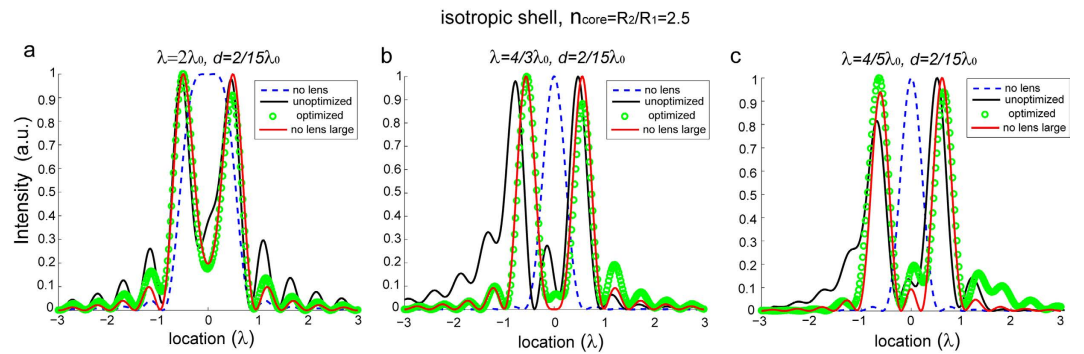 isotropic shell, ncore=R2/R1=2.5
a
λ=2λ0, d=2/15λ0
b
λ=4/3λ0, d=2/15λ0
c
λ=4/5λ0, d=2/15λ0
no lens
unoptimized
optimized
no lens large
no lens
unoptimized
optimized
no lens large
no lens
unoptimized
optimized
no lens large
Intensity (a.u.)
1
0.9
0.8
0.7
0.6
0.5
0.4
0.3
0.2
0.1
0
1
0.9
0.8
0.7
0.6
0.5
0.4
0.3
0.2
0.1
0
1
0.9
0.8
0.7
0.6
0.5
0.4
0.3
0.2
0.1
0
−3 −2 −1 0 1 2 3
−3 −2 −1 0 1 2 3
−3 −2 −1 0 1 2 3
location (λ)
location (λ)
location (λ)